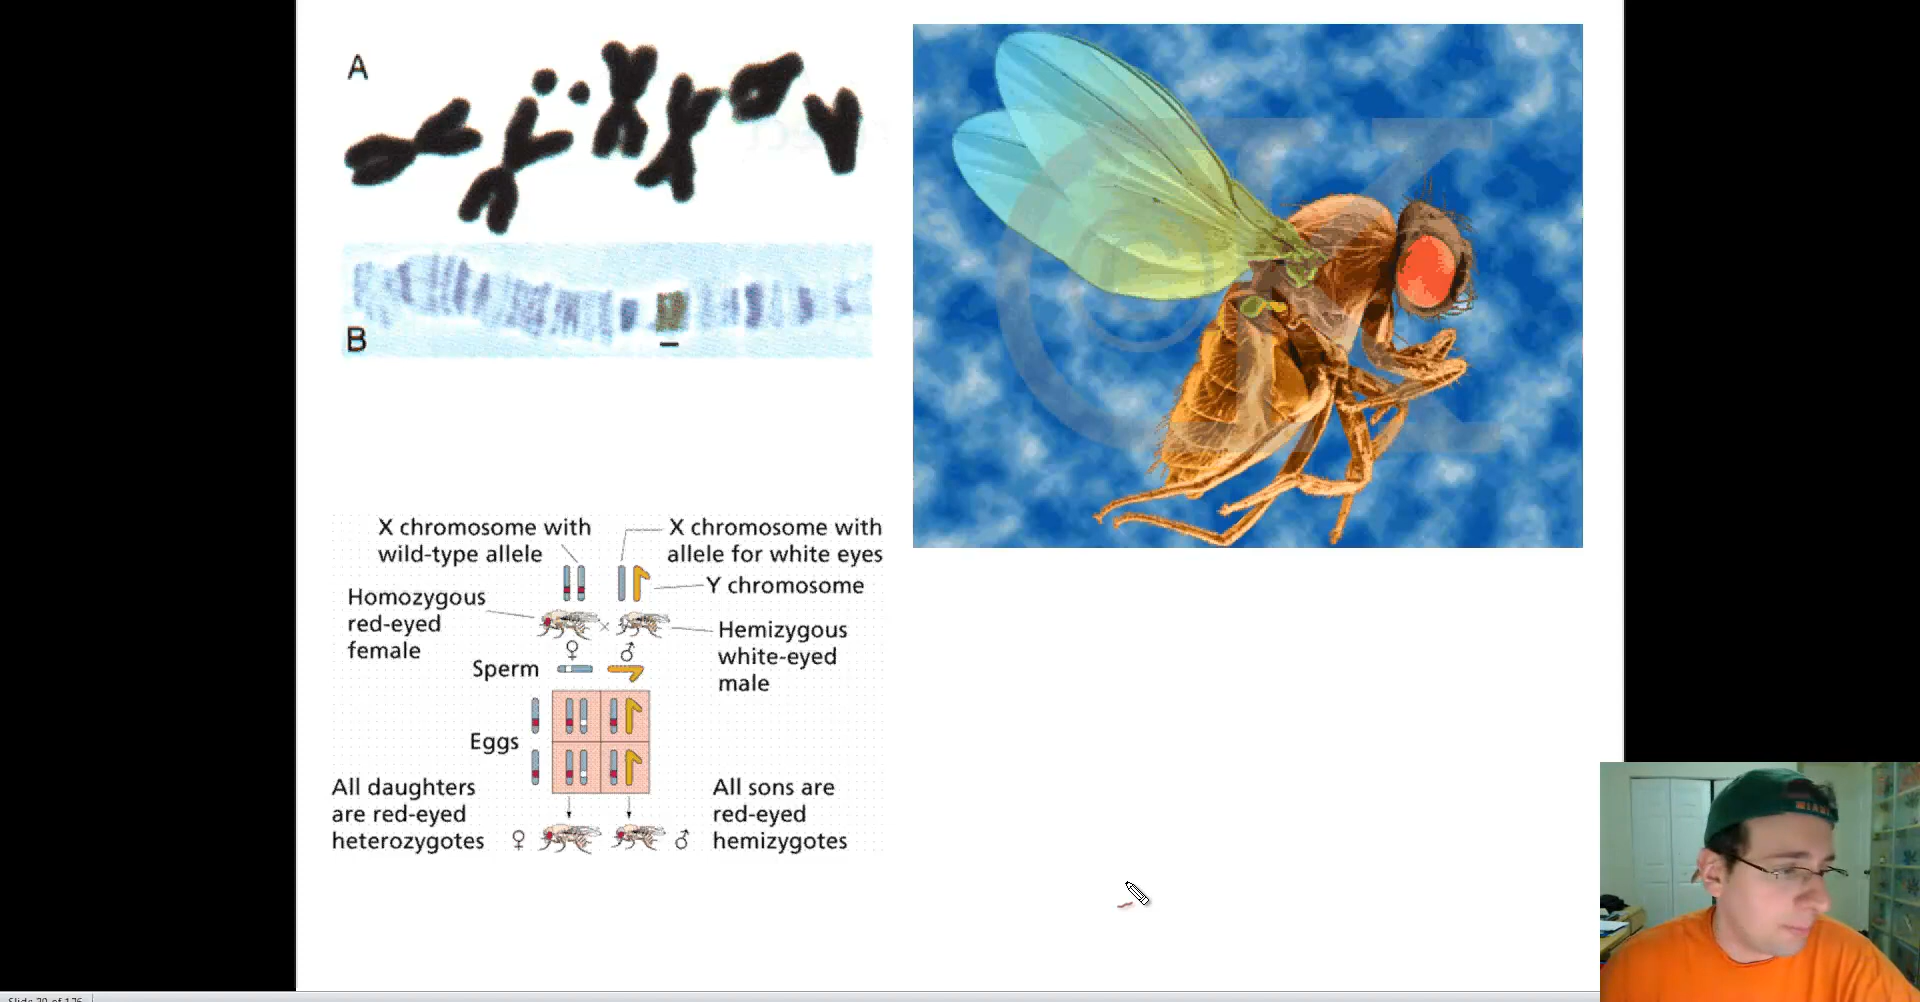 A
B
X chromosome with
wild-type allele
X chromosome with
allele for white eyes
Y chromosome
Homozygous
red-eyed
female
Hemizygous
white-eyed
male
Sperm
Eggs
All daughters
are red-eyed
heterozygotes
All sons are
red-eyed
hemizygotes
MIAMI